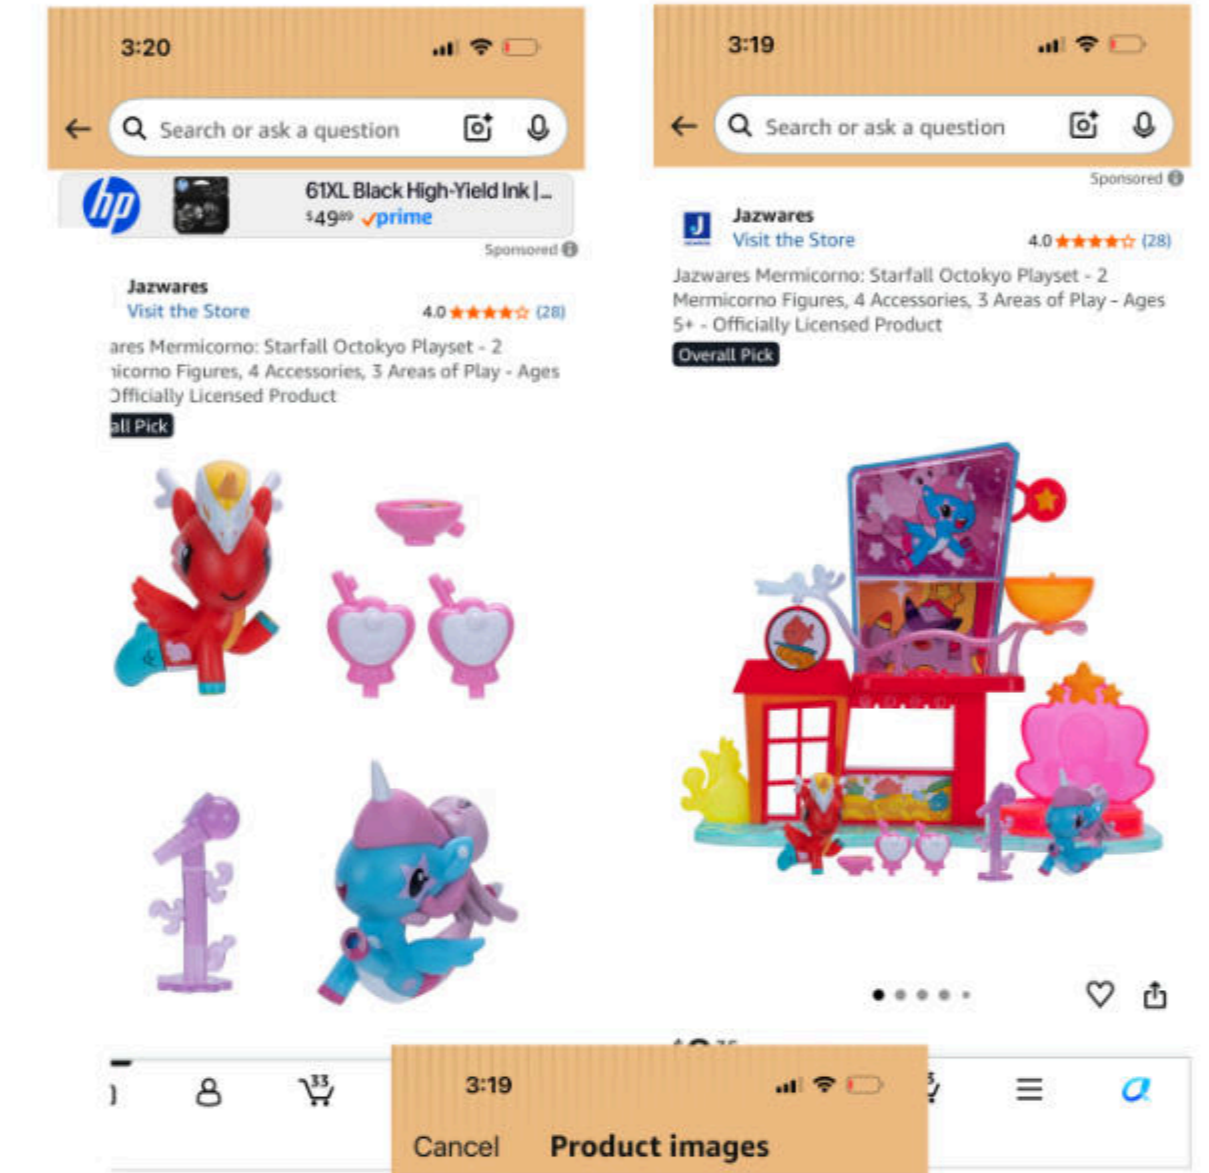 3:20
Search or ask a question
hp
61XL Black High-Yield Ink |...
$49⁸⁹ prime
Sponsored
Jazwares
Visit the Store
4.0 (28)
ares Mermicorno: Starfall Octokyo Playset - 2
icorno Figures, 4 Accessories, 3 Areas of Play - Ages
Officially Licensed Product
all Pick
33
3:19
Search or ask a question
Sponsored
J
Jazwares
Visit the Store
4.0 (28)
Jazwares Mermicorno: Starfall Octokyo Playset - 2
Mermicorno Figures, 4 Accessories, 3 Areas of Play - Ages
5+ - Officially Licensed Product
Overall Pick
3:19
Cancel
Product images